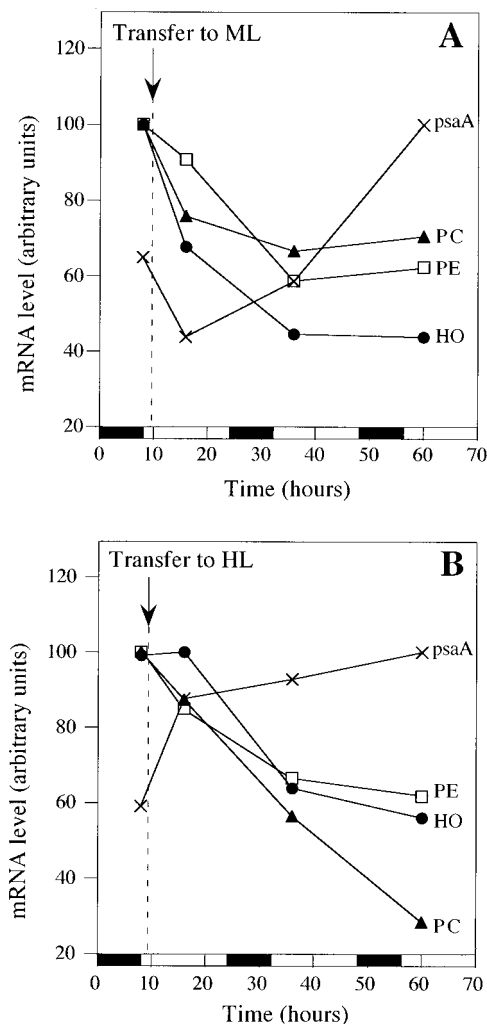 Transfer to ML
A
120
100
80
60
40
20
mRNA level (arbitrary units)
psaA
PC
PE
HO
0 10 20 30 40 50 60 70
Time (hours)
Transfer to HL
B
120
100
80
60
40
20
mRNA level (arbitrary units)
psaA
PE
HO
PC
0 10 20 30 40 50 60 70
Time (hours)